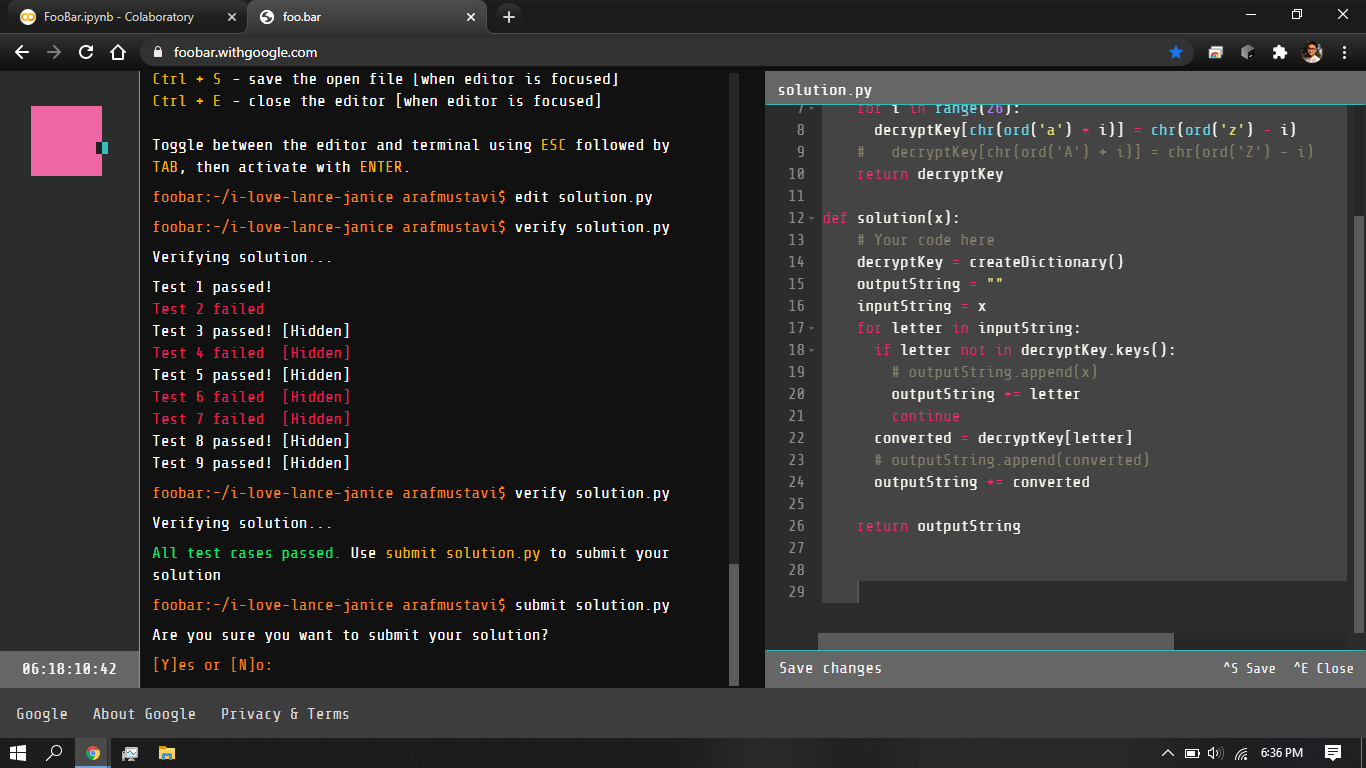 FooBar.ipynb - Colaboratory
foo.bar
foobar.withgoogle.com
Ctrl + S - save the open file [when editor is focused]
Ctrl + E - close the editor [when editor is focused]
Toggle between the editor and terminal using ESC followed by
TAB, then activate with ENTER.
foobar:~/i-love-lance-janice arafmustavi$ edit solution.py
foobar:~/i-love-lance-janice arafmustavi$ verify solution.py
Verifying solution...
Test 1 passed!
Test 2 failed
Test 3 passed! [Hidden]
Test 4 failed  [Hidden]
Test 5 passed! [Hidden]
Test 6 failed  [Hidden]
Test 7 failed  [Hidden]
Test 8 passed! [Hidden]
Test 9 passed! [Hidden]
foobar:~/i-love-lance-janice arafmustavi$ verify solution.py
Verifying solution...
All test cases passed. Use submit solution.py to submit your
solution
foobar:~/i-love-lance-janice arafmustavi$ submit solution.py
Are you sure you want to submit your solution?
[Y]es or [N]o:
06:18:10:42
solution.py
7 for i in range(26):
8 decryptKey[chr(ord('a') + i)] = chr(ord('z') - i)
9 #   decryptKey[chr(ord('A') + i)] = chr(ord('Z') - i)
10 return decryptKey
11
12 def solution(x):
13 # Your code here
14 decryptKey = createDictionary()
15 outputString = ""
16 inputString = x
17 for letter in inputString:
18 if letter not in decryptKey.keys():
19 # outputString.append(x)
20 outputString += letter
21 continue
22 converted = decryptKey[letter]
23 # outputString.append(converted)
24 outputString += converted
25
26 return outputString
27
28
29
Save changes
^S Save ^E Close
Google About Google Privacy & Terms
6:36 PM